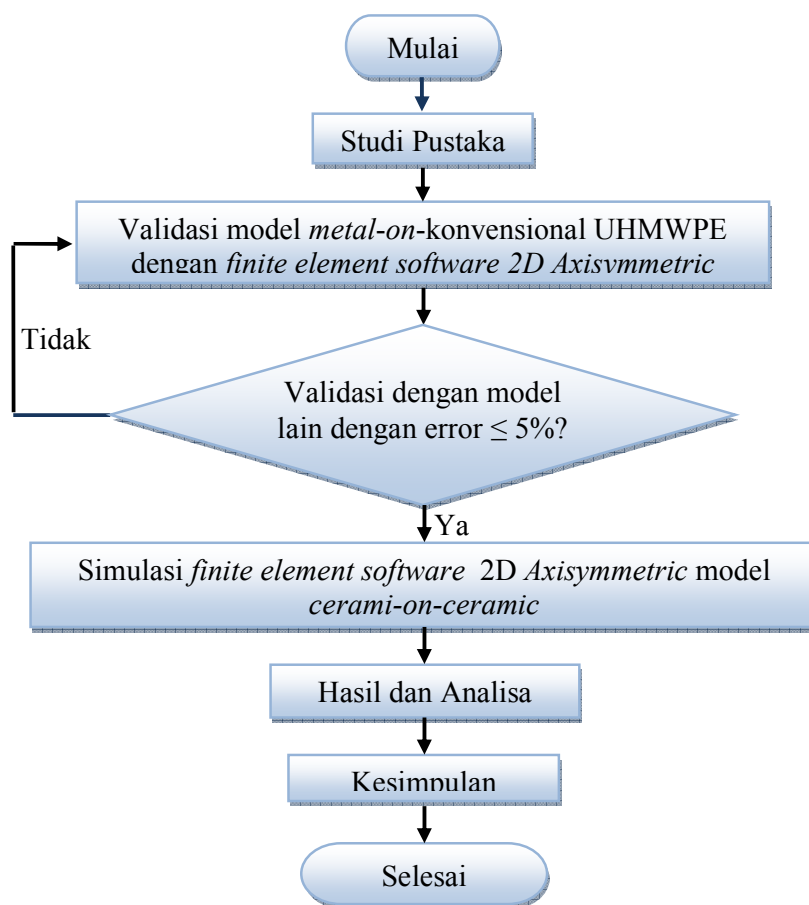 Mulai
Studi Pustaka
Validasi model metal-on-konvensional UHMWPE
dengan finite element software 2D Axisymmetric
Tidak
Validasi dengan model
lain dengan error ≤ 5%?
Ya
Simulasi finite element software 2D Axisymmetric model
cerami-on-ceramic
Hasil dan Analisa
Kesimpulan
Selesai